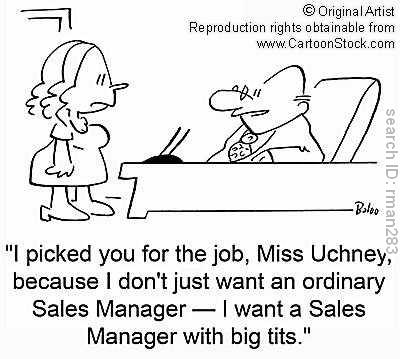 © Original Artist
Reproduction rights obtainable from
www.CartoonStock.com
search ID: rman283
Baloo
"I picked you for the job, Miss Uchney,
because I don't just want an ordinary
Sales Manager — I want a Sales
Manager with big tits."